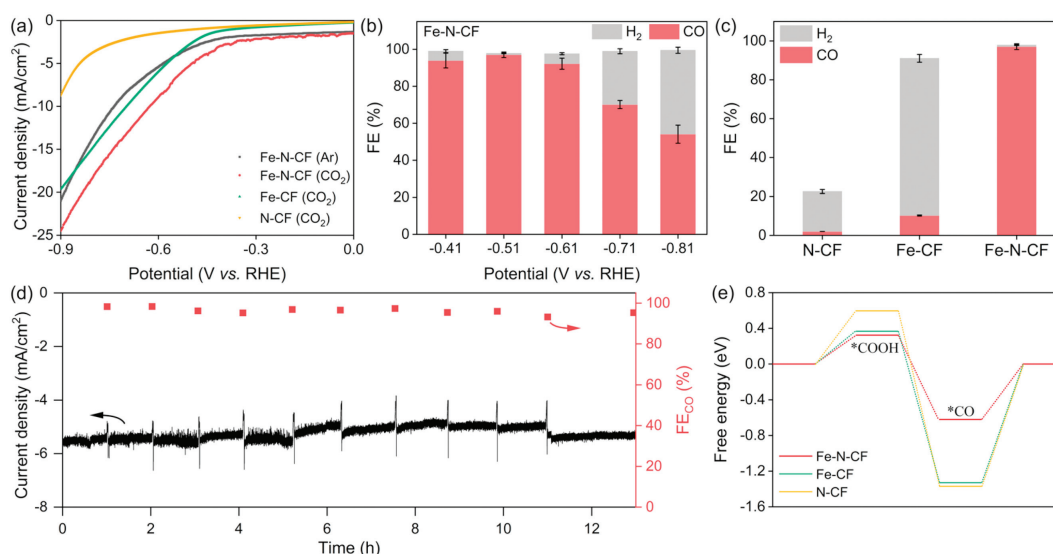 (a)
0
-5
-10
-15
-20
-25
Current density (mA/cm²)
Fe-N-CF (Ar)
Fe-N-CF (CO₂)
Fe-CF (CO₂)
N-CF (CO₂)
-0.9 -0.6 -0.3 0.0
Potential (V vs. RHE)
(b)
Fe-N-CF
H₂
CO
100
80
60
40
20
0
FE (%)
-0.41 -0.51 -0.61 -0.71 -0.81
Potential (V vs. RHE)
(c)
H₂
CO
100
80
60
40
20
0
FE (%)
N-CF Fe-CF Fe-N-CF
(d)
0
-2
-4
-6
-8
Current density (mA/cm²)
100
80
60
40
20
0
FECO (%)
0 2 4 6 8 10 12
Time (h)
(e)
0.8
0.4
0.0
-0.4
-0.8
-1.2
-1.6
Free energy (eV)
*COOH
*CO
Fe-N-CF
Fe-CF
N-CF